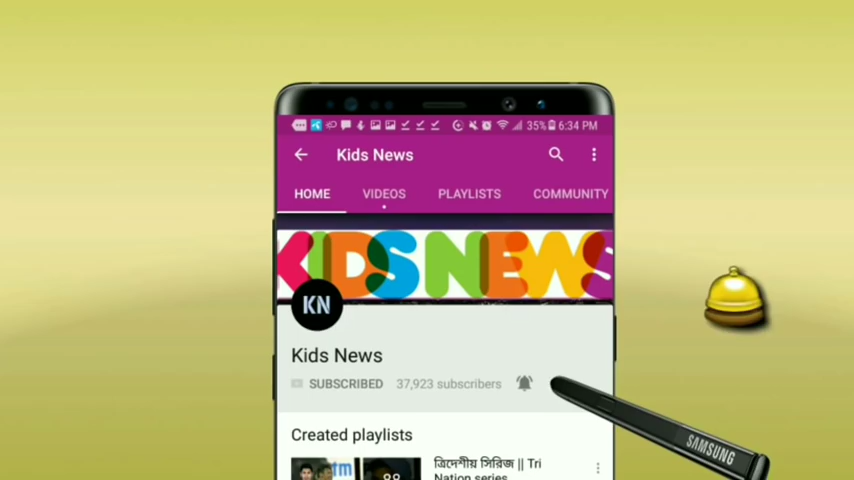 35% 6:34 PM
Kids News
HOME VIDEOS PLAYLISTS COMMUNITY
KIDS NEWS
KN
Kids News
SUBSCRIBED 37,923 subscribers
SAMSUNG
Created playlists
ত্রিদেশীয় সিরিজ || Tri
Nation series
88